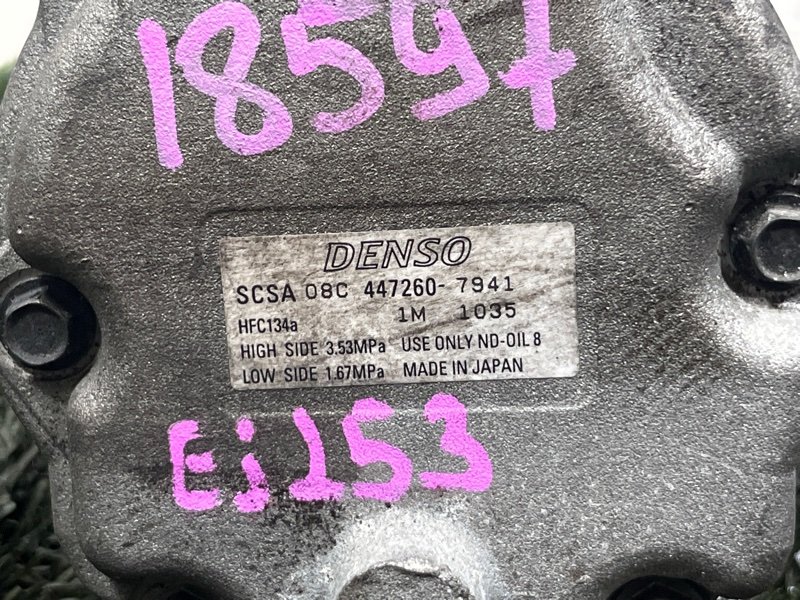 18597
DENSO
SCSA 08C 447260-7941
HFC134a 1M 1035
HIGH SIDE 3.53MPa USE ONLY ND-OIL 8
LOW SIDE 1.67MPa MADE IN JAPAN
Ei153